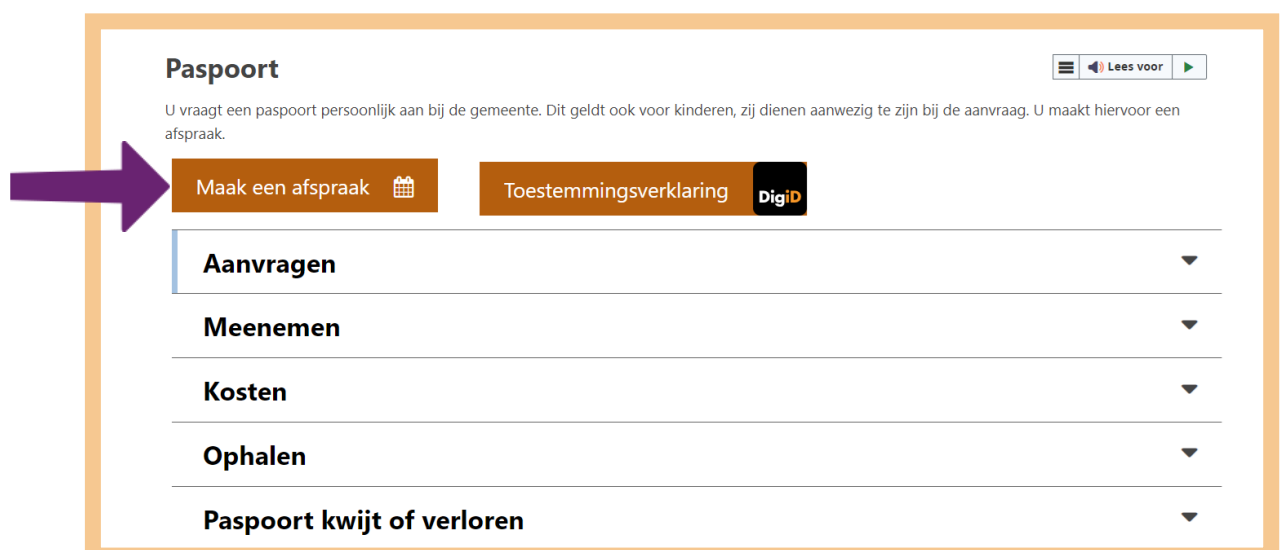 Paspoort
Lees voor
U vraagt een paspoort persoonlijk aan bij de gemeente. Dit geldt ook voor kinderen, zij dienen aanwezig te zijn bij de aanvraag. U maakt hiervoor een
afspraak.
Maak een afspraak
Toestemmingsverklaring
DigiD
Aanvragen
Meenemen
Kosten
Ophalen
Paspoort kwijt of verloren